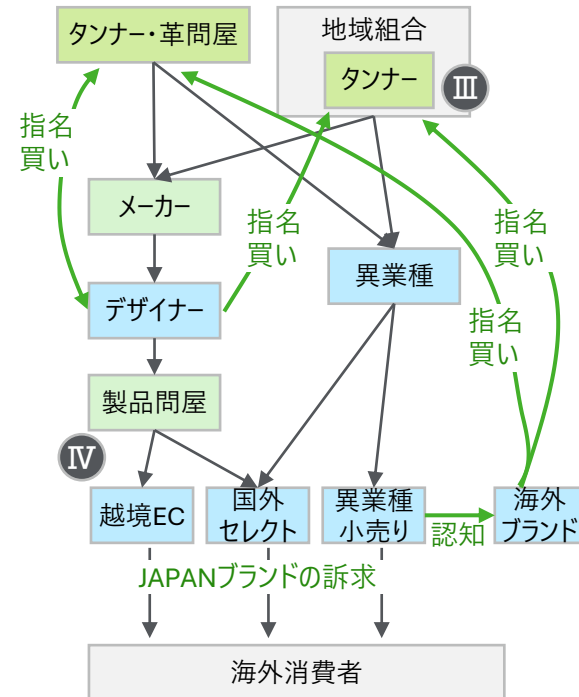 タンナー・革問屋
地域組合
タンナー
Ⅲ
指名
買い
メーカー
指名
買い
指名
買い
異業種
デザイナー
指名
買い
製品問屋
Ⅳ
越境EC
国外
セレクト
異業種
小売り
認知
海外
ブランド
JAPANブランドの訴求
海外消費者